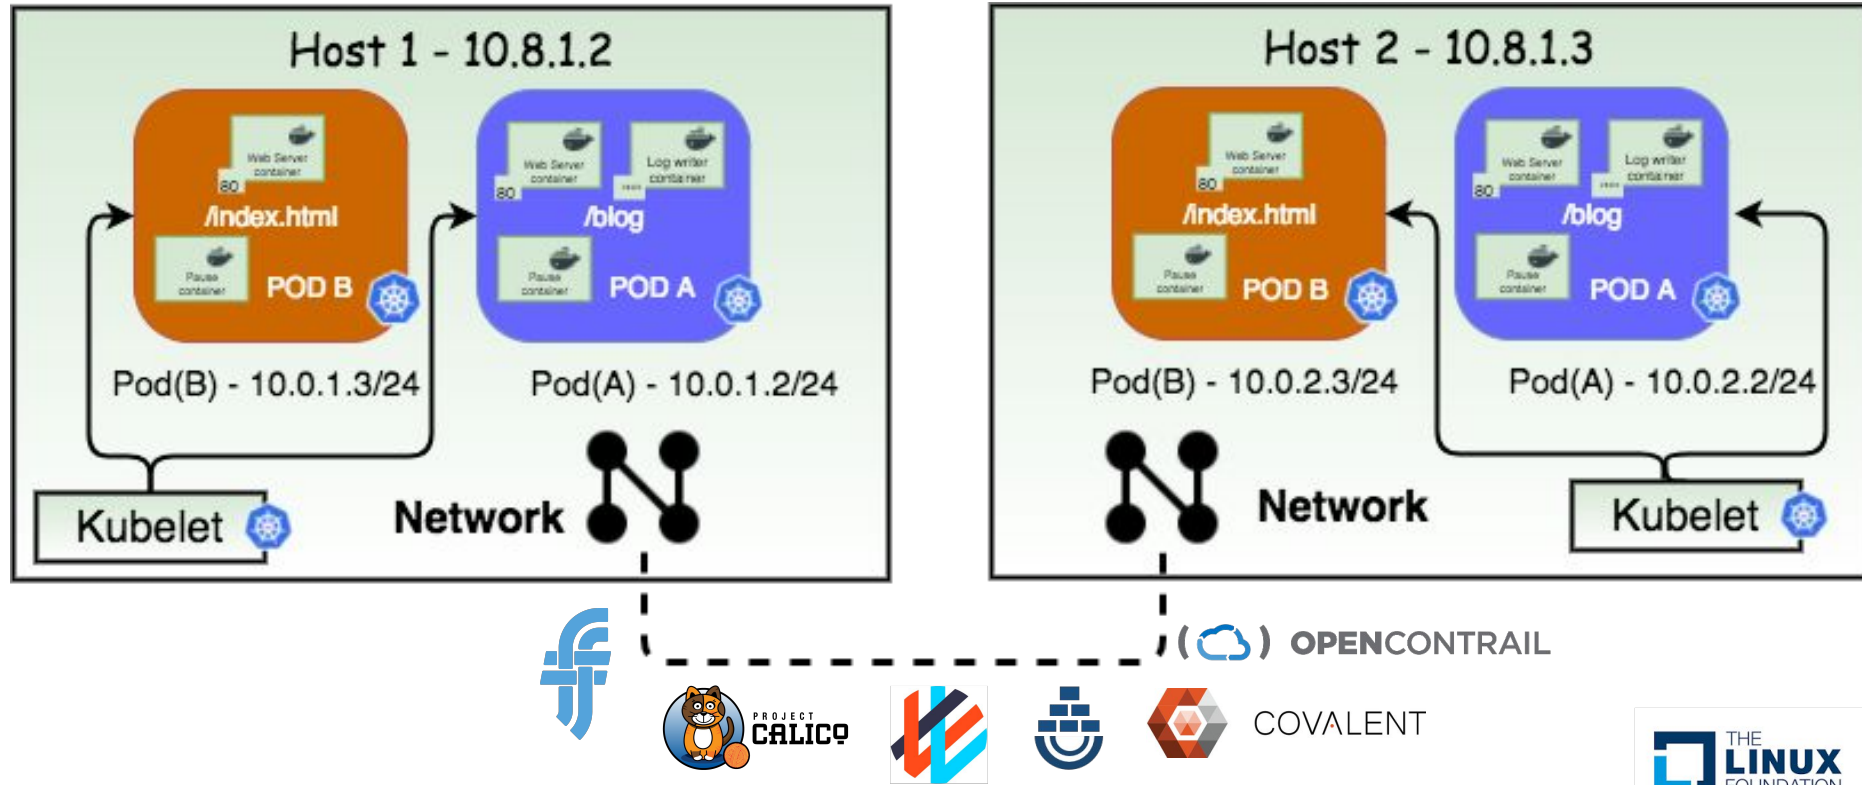 Host 1 - 10.8.1.2
Web Server
container
80
/index.html
Pause
container
POD B
Web Server
container
80
Log writer
container
/blog
Pause
container
POD A
Pod(B) - 10.0.1.3/24
Pod(A) - 10.0.1.2/24
Kubelet
Network
Host 2 - 10.8.1.3
Web Server
container
80
/index.html
Pause
container
POD B
Web Server
container
80
Log writer
container
/blog
Pause
container
POD A
Pod(B) - 10.0.2.3/24
Pod(A) - 10.0.2.2/24
Network
Kubelet
OPENCONTRAIL
PROJECT
CALICO
COVALENT
THE
LINUX
FOUNDATION